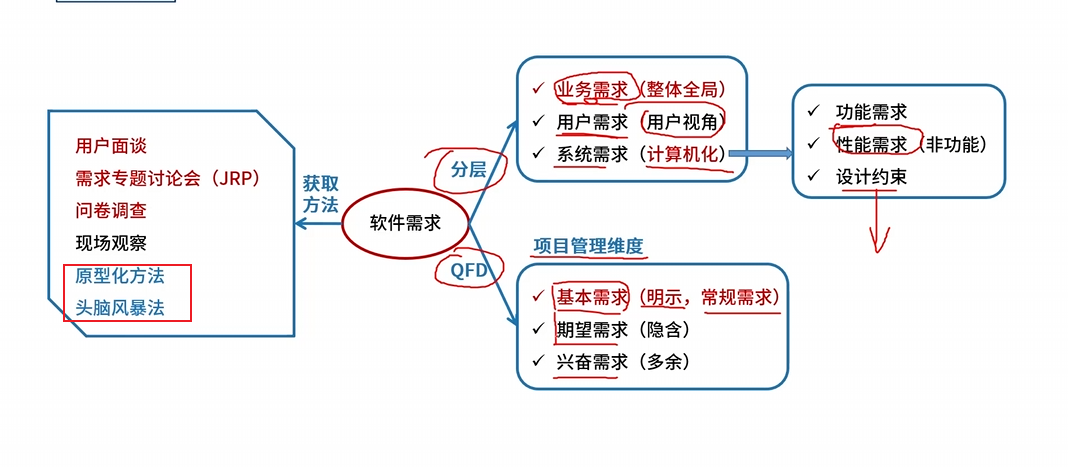 用户面谈
需求专题讨论会（JRP）
问卷调查
现场观察
原型化方法
头脑风暴法
获取
方法
软件需求
分层
QFD
✓ 业务需求（整体全局）
✓ 用户需求（用户视角）
✓ 系统需求（计算机化）
✓ 功能需求
✓ 性能需求（非功能）
✓ 设计约束
项目管理维度
✓ 基本需求（明示，常规需求）
✓ 期望需求（隐含）
✓ 兴奋需求（多余）